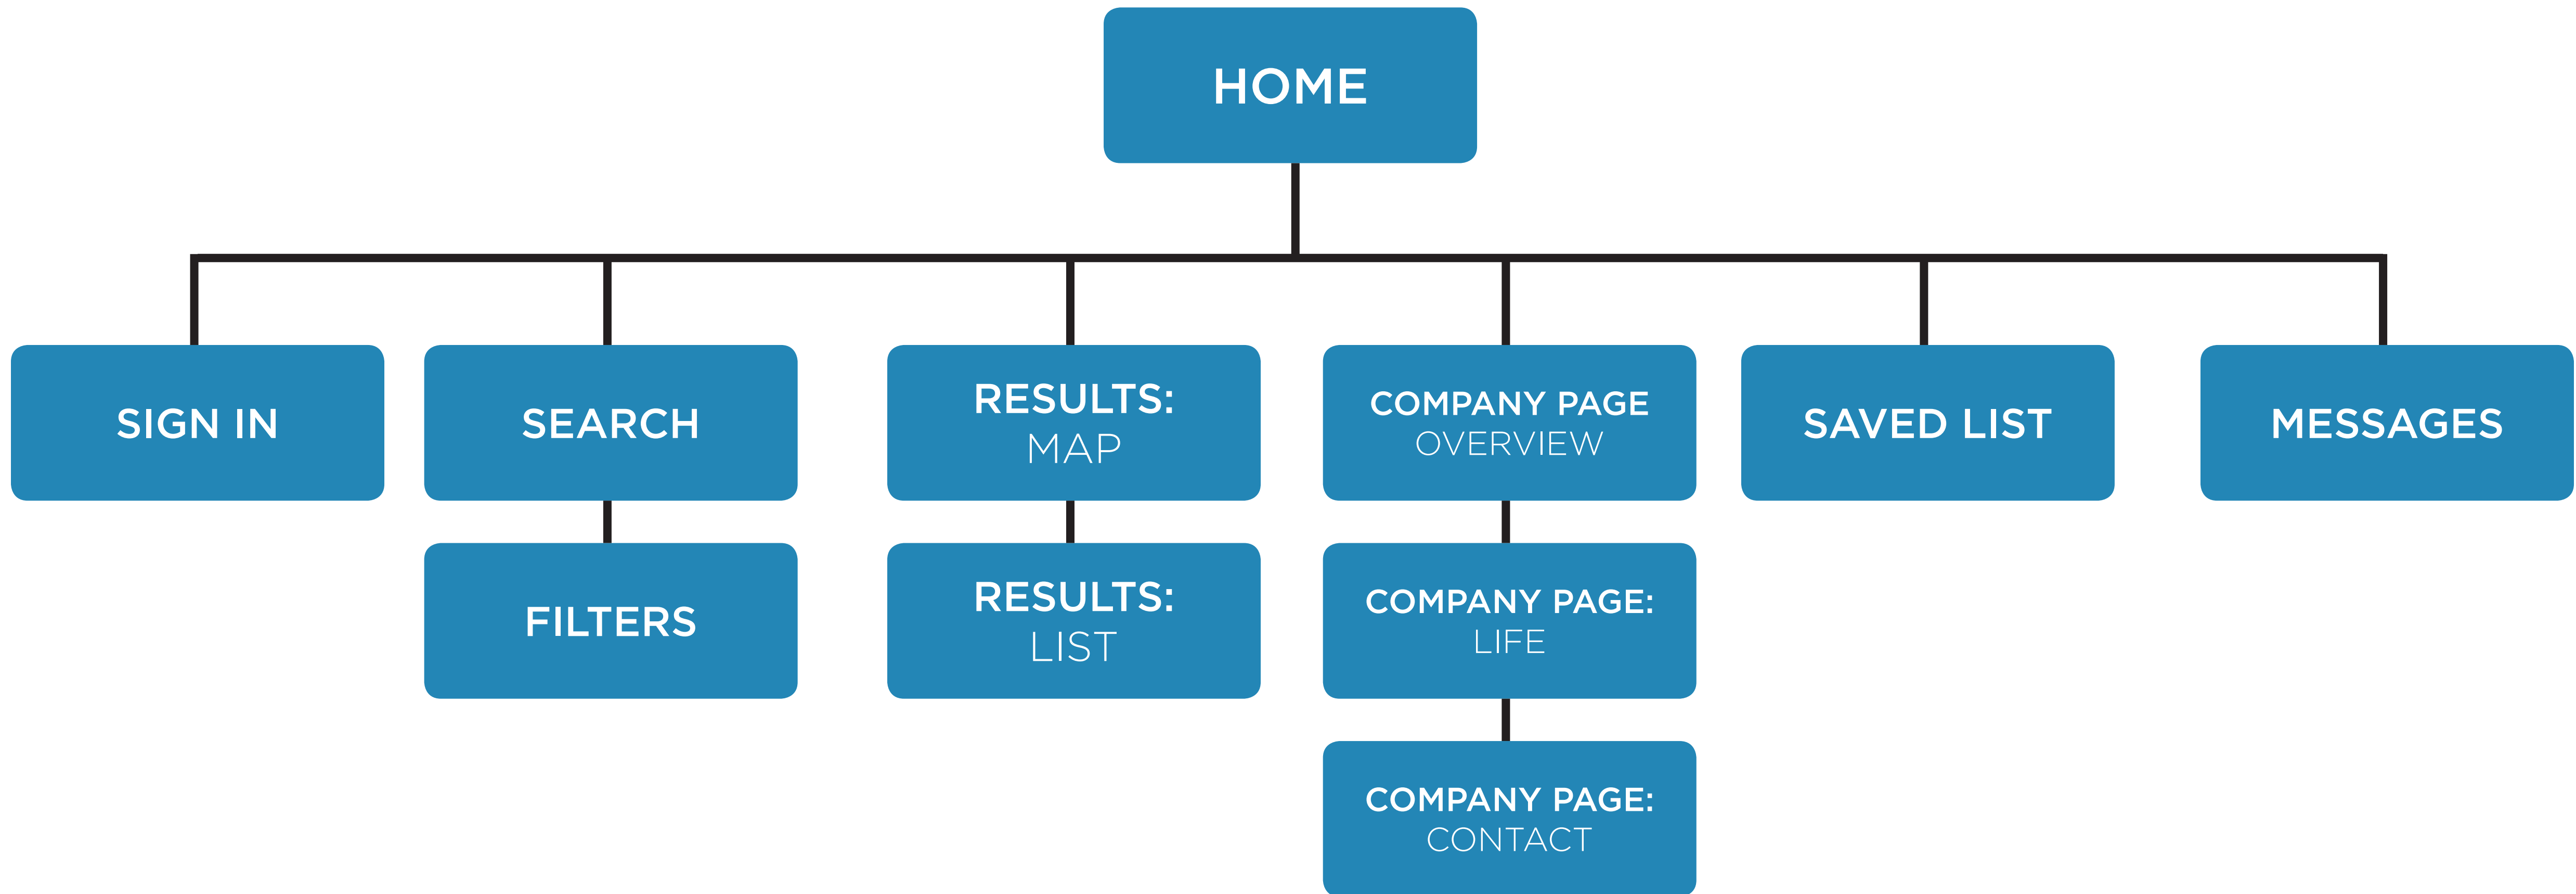 HOME
SIGN IN
SEARCH
RESULTS:
MAP
COMPANY PAGE
OVERVIEW
SAVED LIST
MESSAGES
FILTERS
RESULTS:
LIST
COMPANY PAGE:
LIFE
COMPANY PAGE:
CONTACT